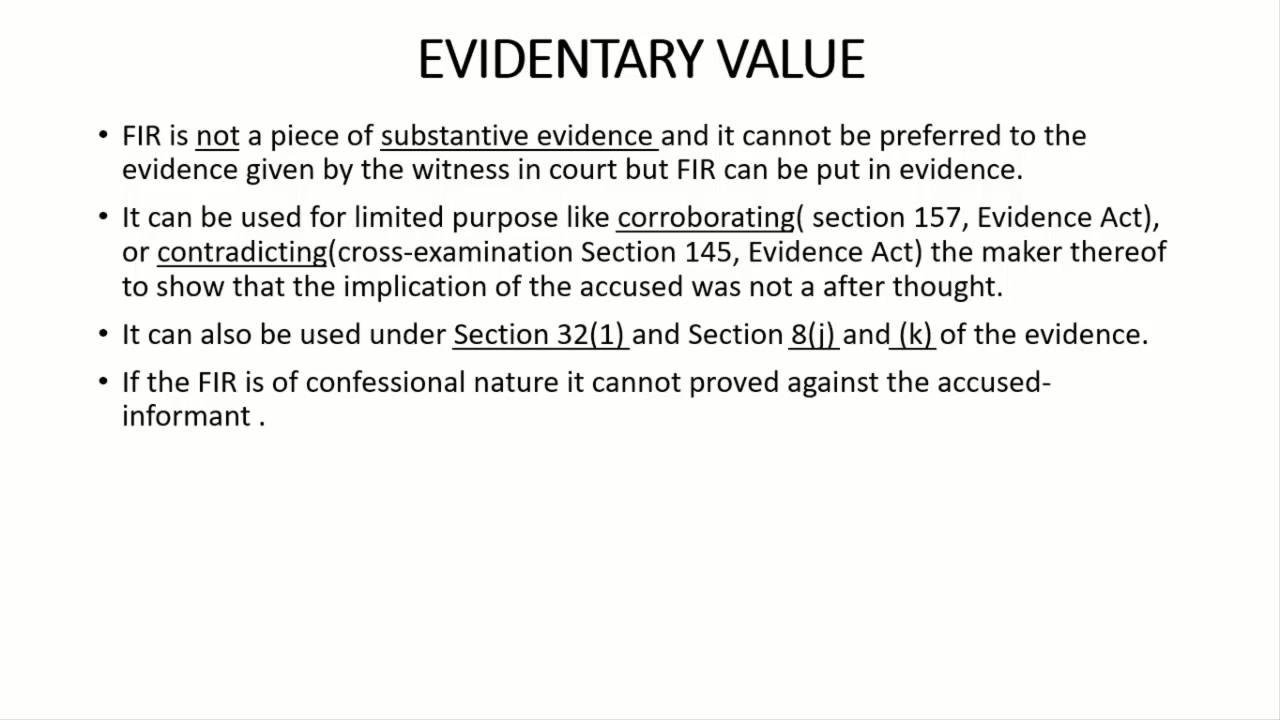 EVIDENTARY VALUE
• FIR is not a piece of substantive evidence and it cannot be preferred to the
evidence given by the witness in court but FIR can be put in evidence.
• It can be used for limited purpose like corroborating( section 157, Evidence Act),
or contradicting(cross-examination Section 145, Evidence Act) the maker thereof
to show that the implication of the accused was not a after thought.
• It can also be used under Section 32(1) and Section 8(j) and (k) of the evidence.
• If the FIR is of confessional nature it cannot proved against the accused-
informant .